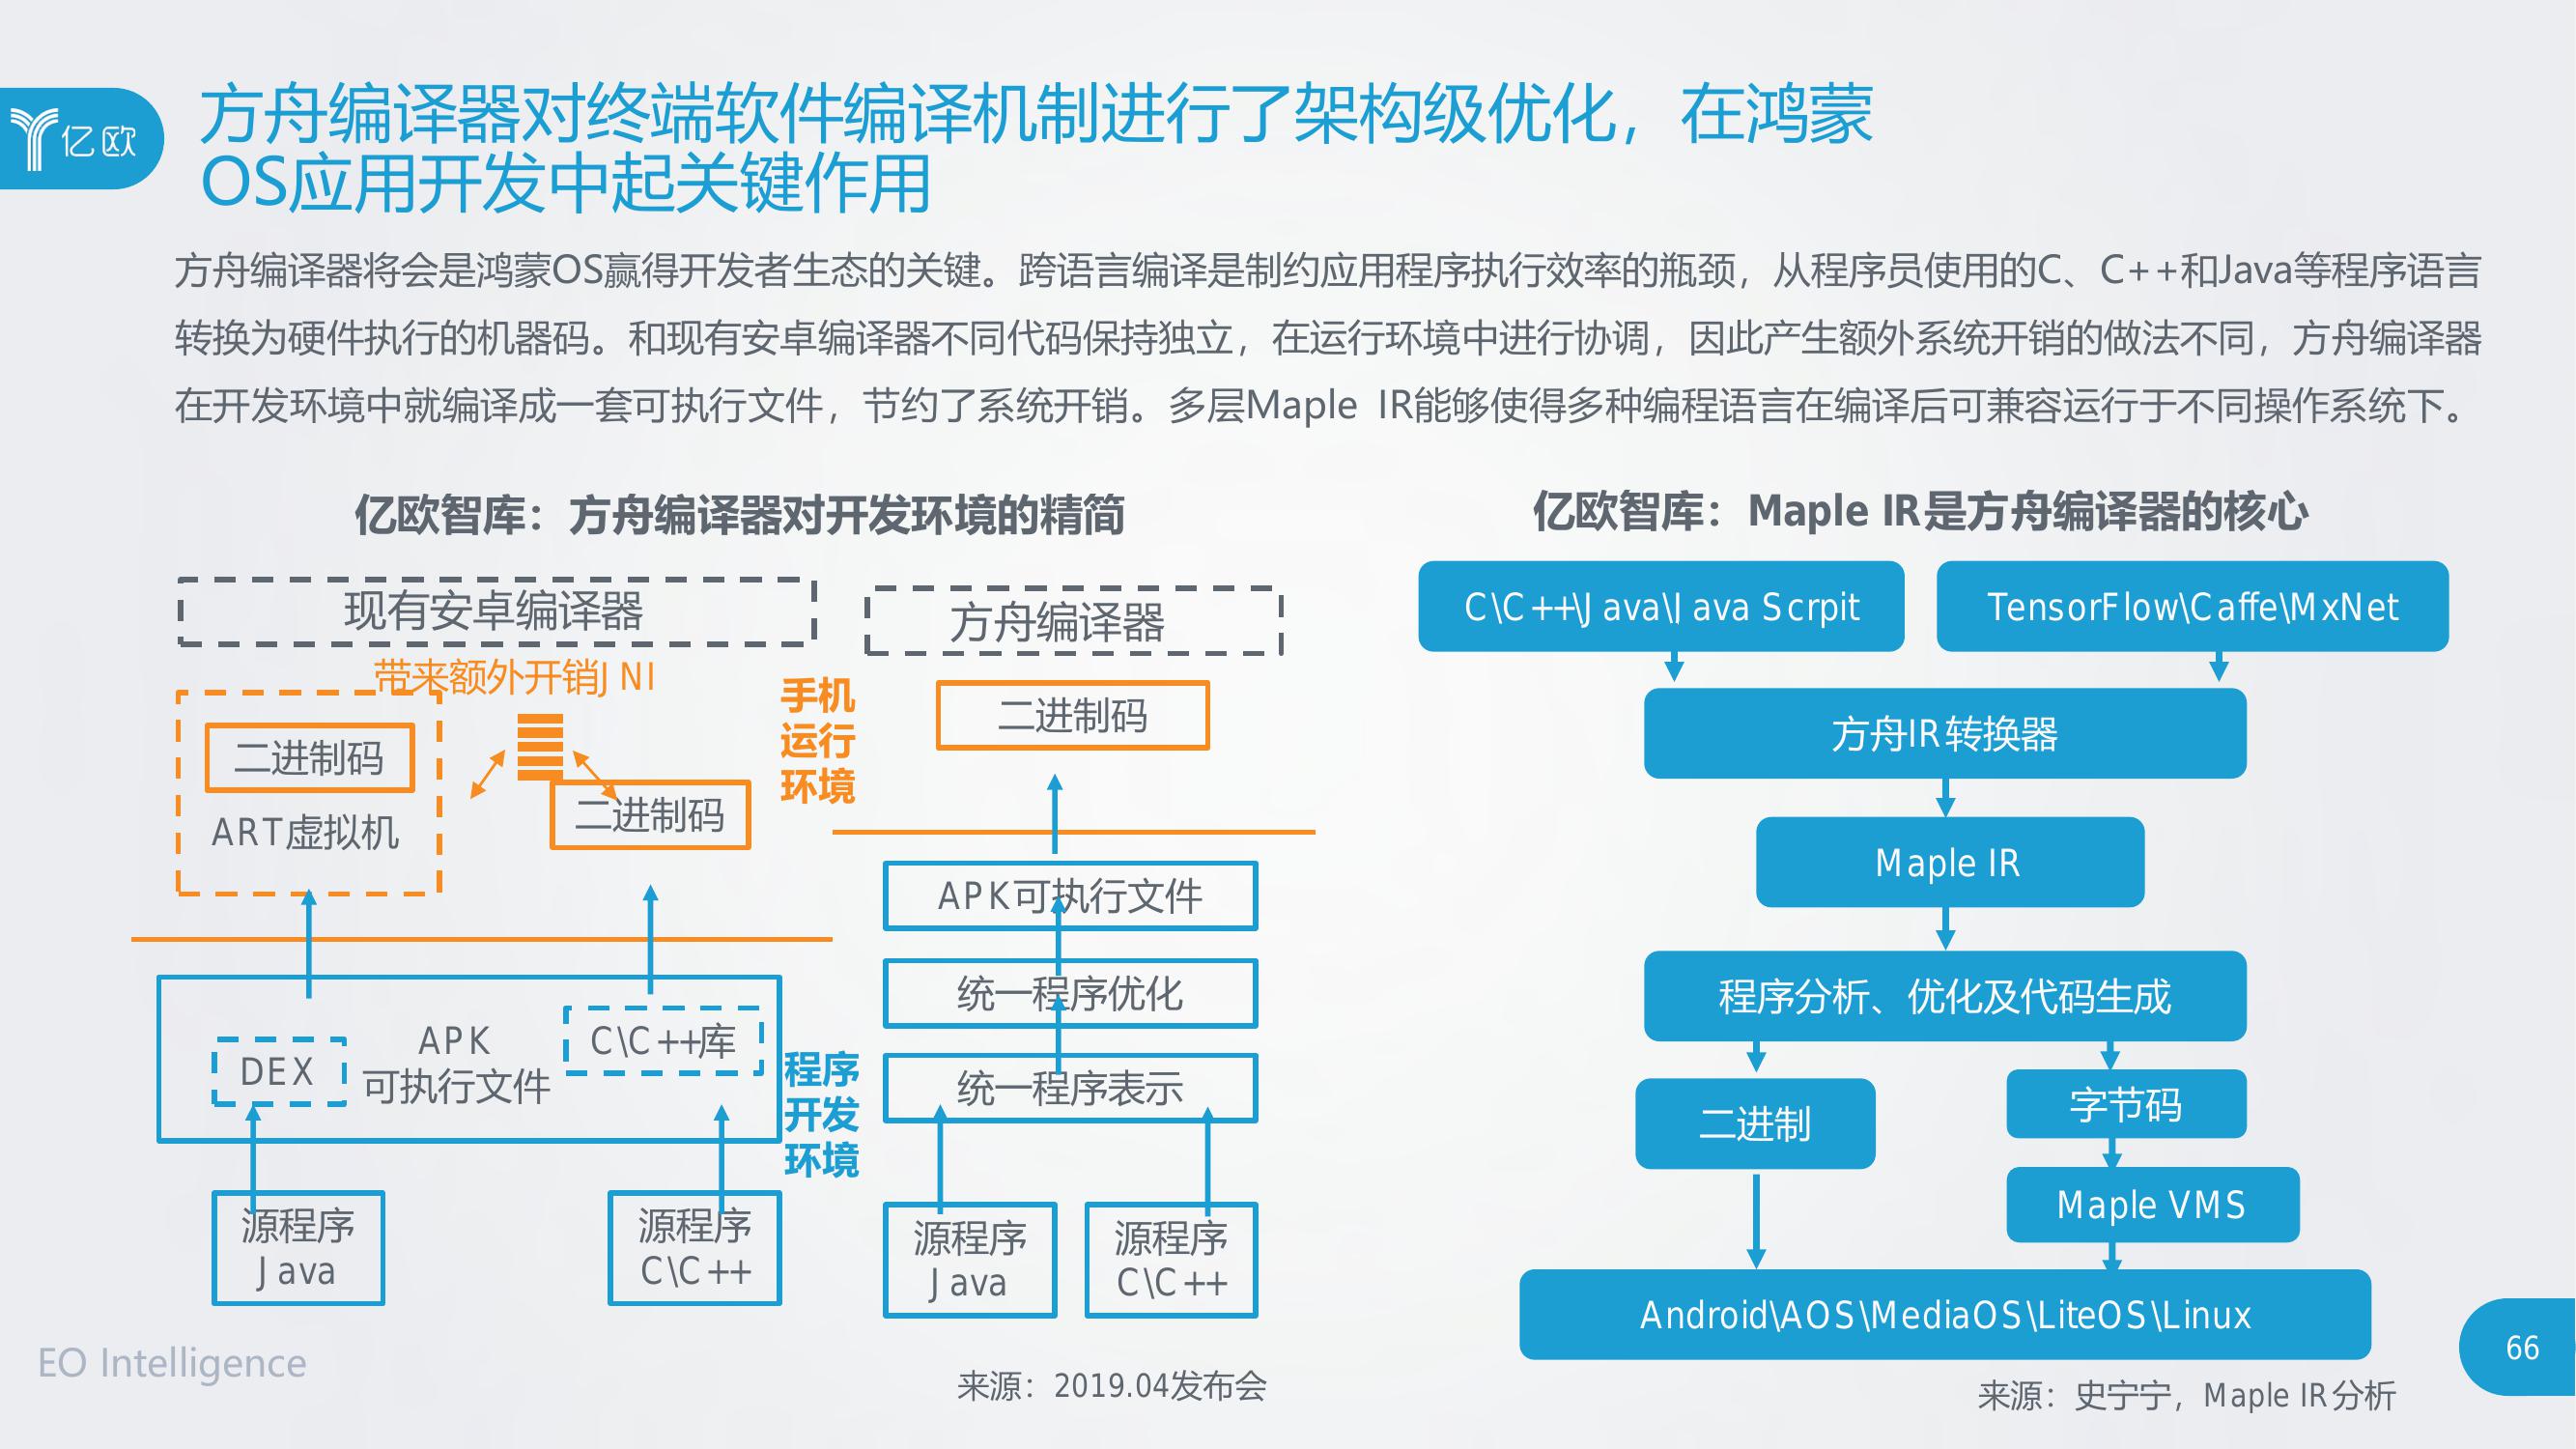 亿欧
方舟编译器对终端软件编译机制进行了架构级优化，在鸿蒙
OS应用开发中起关键作用
方舟编译器将会是鸿蒙OS赢得开发者生态的关键。跨语言编译是制约应用程序执行效率的瓶颈，从程序员使用的C、C++和Java等程序语言
转换为硬件执行的机器码。和现有安卓编译器不同代码保持独立，在运行环境中进行协调，因此产生额外系统开销的做法不同，方舟编译器
在开发环境中就编译成一套可执行文件，节约了系统开销。多层Maple IR能够使得多种编程语言在编译后可兼容运行于不同操作系统下。
亿欧智库：方舟编译器对开发环境的精简
现有安卓编译器
带来额外开销JNI
二进制码
ART虚拟机
二进制码
手机
运行
环境
DEX
APK
可执行文件
C\C++库
程序
开发
环境
源程序
Java
源程序
C\C++
方舟编译器
二进制码
APK可执行文件
统一程序优化
统一程序表示
源程序
Java
源程序
C\C++
来源：2019.04发布会
亿欧智库：Maple IR是方舟编译器的核心
C\C++\Java\Java Scrpit
TensorFlow\Caffe\MxNet
方舟IR转换器
Maple IR
程序分析、优化及代码生成
二进制
字节码
Maple VMS
Android\AOS\MediaOS\LiteOS\Linux
来源：史宁宁，Maple IR分析
EO Intelligence
66